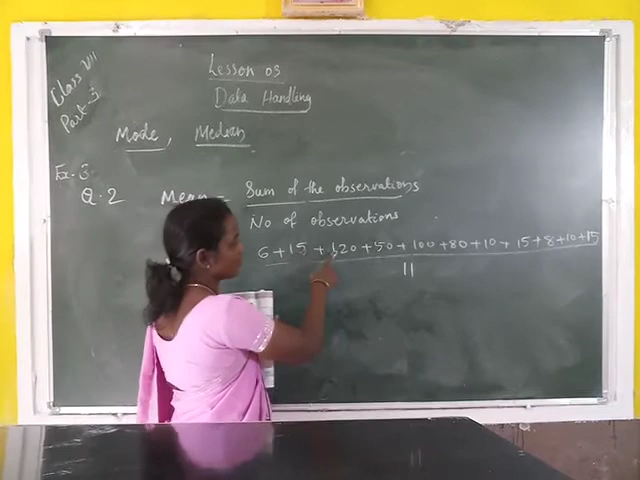 Class VII
Part-3
Lesson 03
Data Handling
Mode, Median
Ex. 3.
Q. 2
Mean = Sum of the observations
No of observations
6 + 15 + 120 + 50 + 100 + 80 + 10 + 15 + 8 + 10 + 15
11